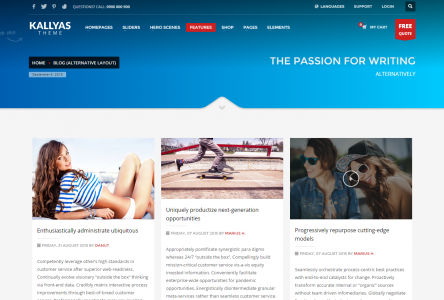 QUESTIONS? CALL: 0900 800 900
LANGUAGES SUPPORT LOGIN
KALLYAS
THEME
HOMEPAGES SLIDERS HERO SCENES FEATURES SHOP PAGES ELEMENTS
MY CART
FREE
QUOTE
HOME BLOG (ALTERNATIVE LAYOUT)
THE PASSION FOR WRITING
ALTERNATIVELY
Enthusiastically administrate ubiquitous
FRIDAY, 31 AUGUST 2018 BY DANUT
Competently leverage other's high standards in
customer service after superior web-readiness.
Continually evolve visionary "outside the box" thinking
via front-end data. Credibly matrix interactive process
improvements through best-of breed customer
Uniquely productize next-generation
opportunities
FRIDAY, 07 AUGUST 2018 BY MARIUS H.
Appropriately pontificate synergistic para digms
whereas 24/7 "outside the box". Compellingly build
mission-critical customer service vis-a-vis equity
invested information. Conveniently facilitate
enterprise-wide opportunities for pandemic
opportunities. Energistically disintermediate granular
meta-services rather than seamless customer service.
Progressively repurpose cutting-edge
models
FRIDAY, 07 AUGUST 2018 BY MARIUS H.
Seamlessly orchestrate process centric best practices
with end-to-end catalysts for change. Proactively
transform accurate internal or "organic" sources
without team driven informediaries. Globally negotiate